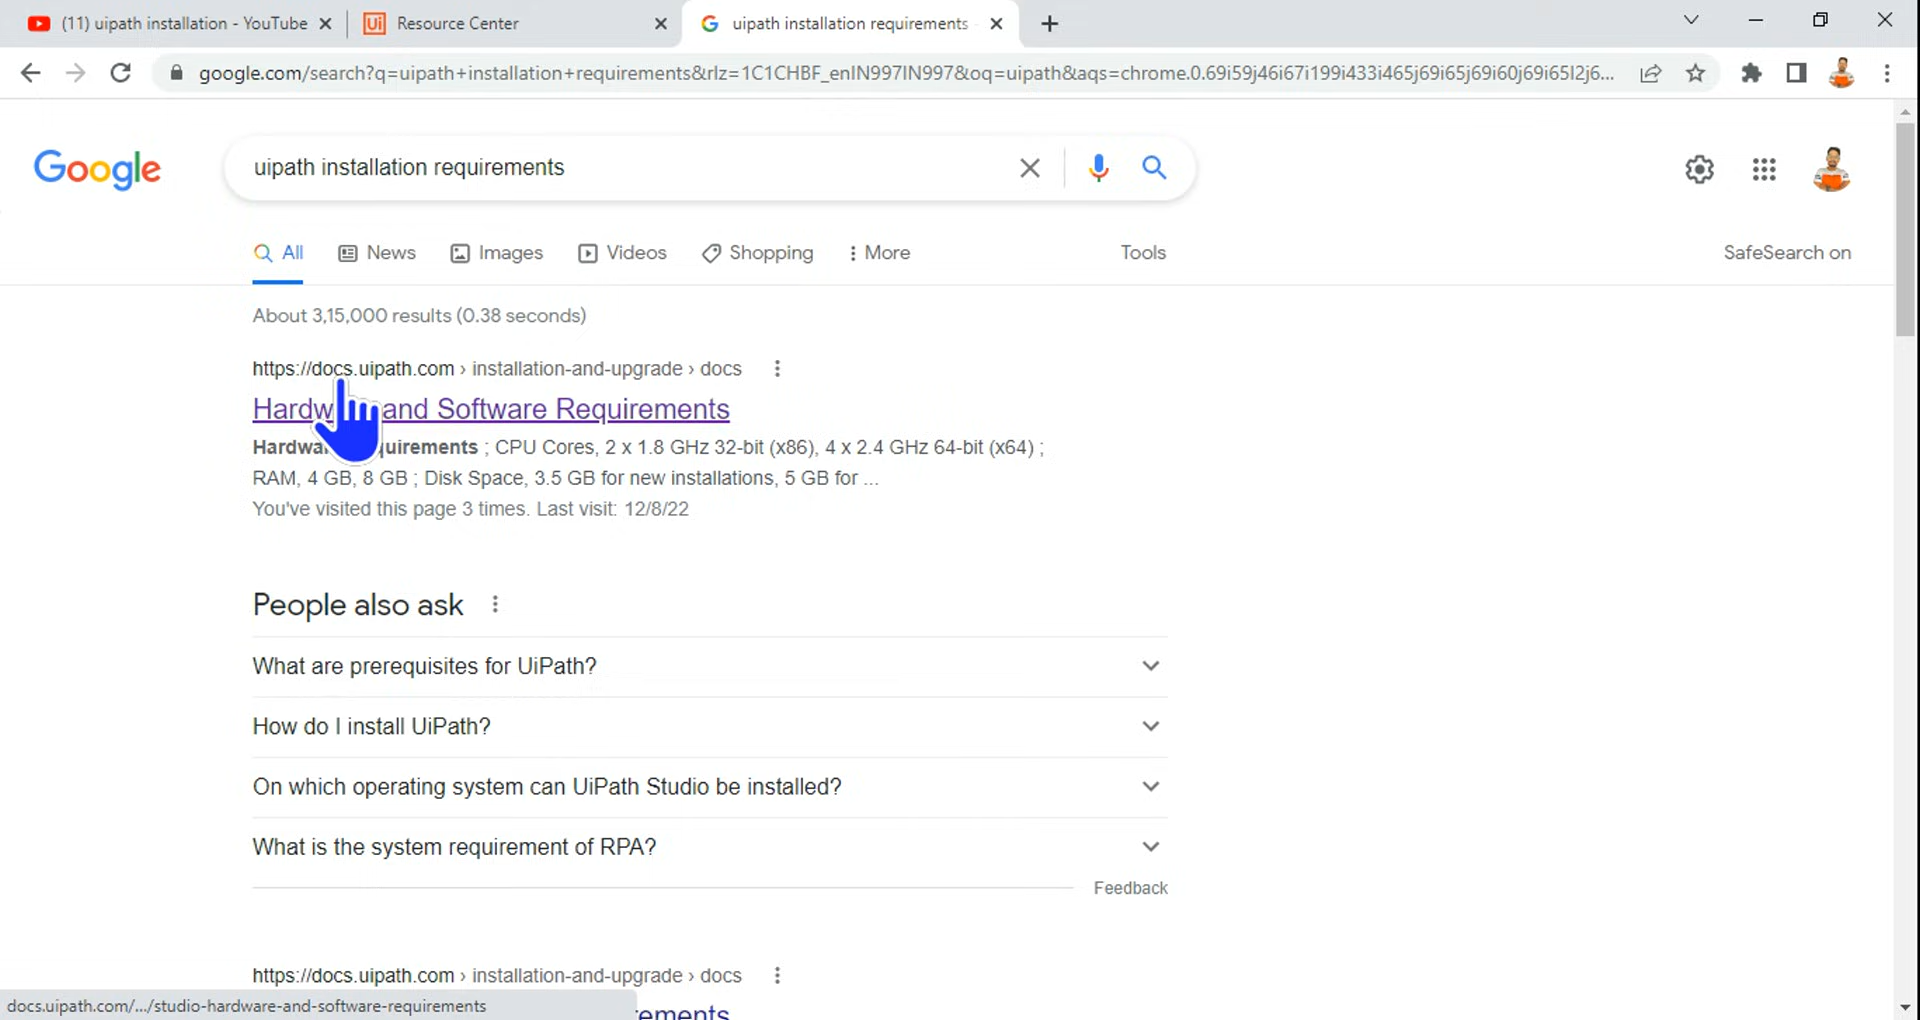 (11) uipath installation - YouTube
Ui Resource Center
uipath installation requirements
google.com/search?q=uipath+installation+requirements&rlz=1C1CHBF_enIN997IN997&oq=uipath&aqs=chrome.0.69i59j46i67i199i433i465j69i65j69i60j69i65l2j6...
Google
uipath installation requirements
All News Images Videos Shopping More Tools SafeSearch on
About 3,15,000 results (0.38 seconds)
https://docs.uipath.com › installation-and-upgrade › docs
and Software Requirements
; CPU Cores, 2 x 1.8 GHz 32-bit (x86), 4 x 2.4 GHz 64-bit (x64) ;
RAM, 4 GB, 8 GB ; Disk Space, 3.5 GB for new installations, 5 GB for ...
You've visited this page 3 times. Last visit: 12/8/22
People also ask
What are prerequisites for UiPath?
How do I install UiPath?
On which operating system can UiPath Studio be installed?
What is the system requirement of RPA?
Feedback
https://docs.uipath.com › installation-and-upgrade › docs
docs.uipath.com/.../studio-hardware-and-software-requirements